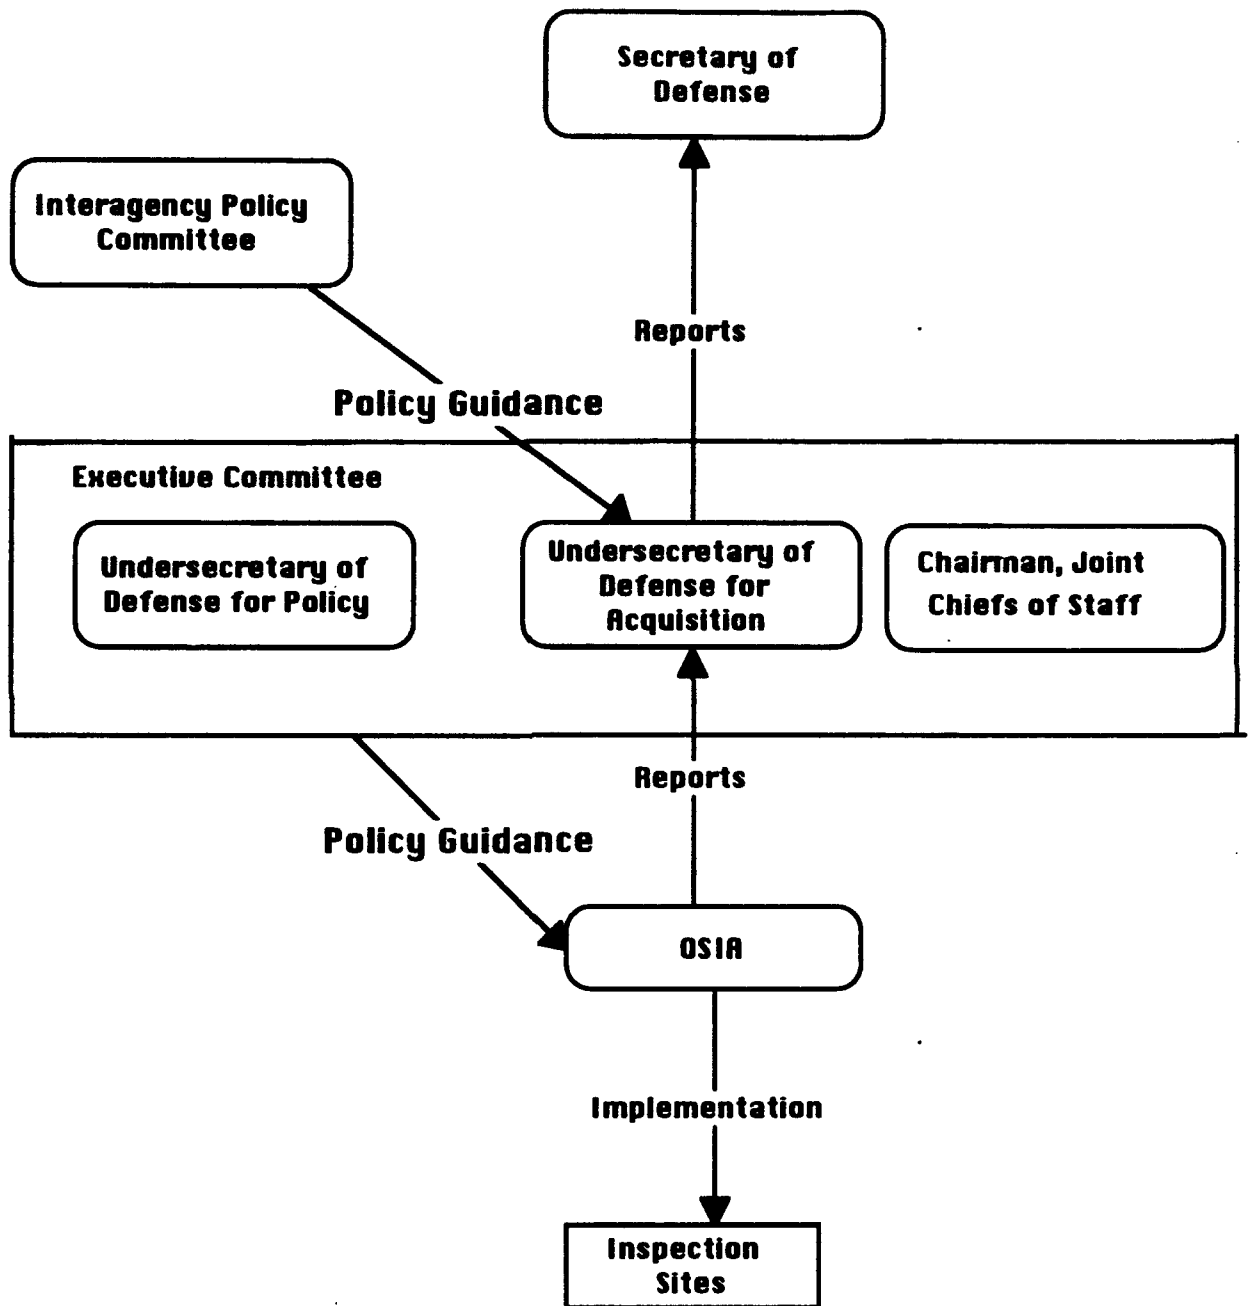 Secretary of
Defense
Interagency Policy
Committee
Reports
Policy Guidance
Executive Committee
Undersecretary of
Defense for Policy
Undersecretary of
Defense for
Acquisition
Chairman, Joint
Chiefs of Staff
Reports
Policy Guidance
OSIA
Implementation
Inspection
Sites